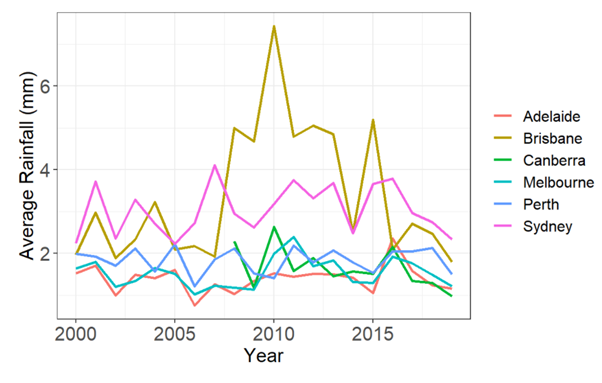 Average Rainfall (mm)
6
4
2
2000
2005
2010
2015
Year
Adelaide
Brisbane
Canberra
Melbourne
Perth
Sydney